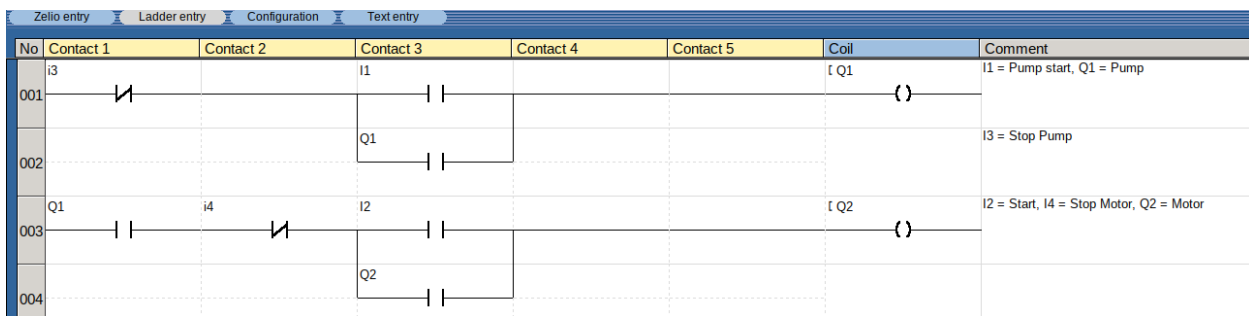 Zelio entry Ladder entry Configuration Text entry
No Contact 1 Contact 2 Contact 3 Contact 4 Contact 5 Coil Comment
i3 I1 [ Q1 I1 = Pump start, Q1 = Pump
001
Q1 I3 = Stop Pump
002
Q1 i4 I2 [ Q2 I2 = Start, I4 = Stop Motor, Q2 = Motor
003
Q2
004